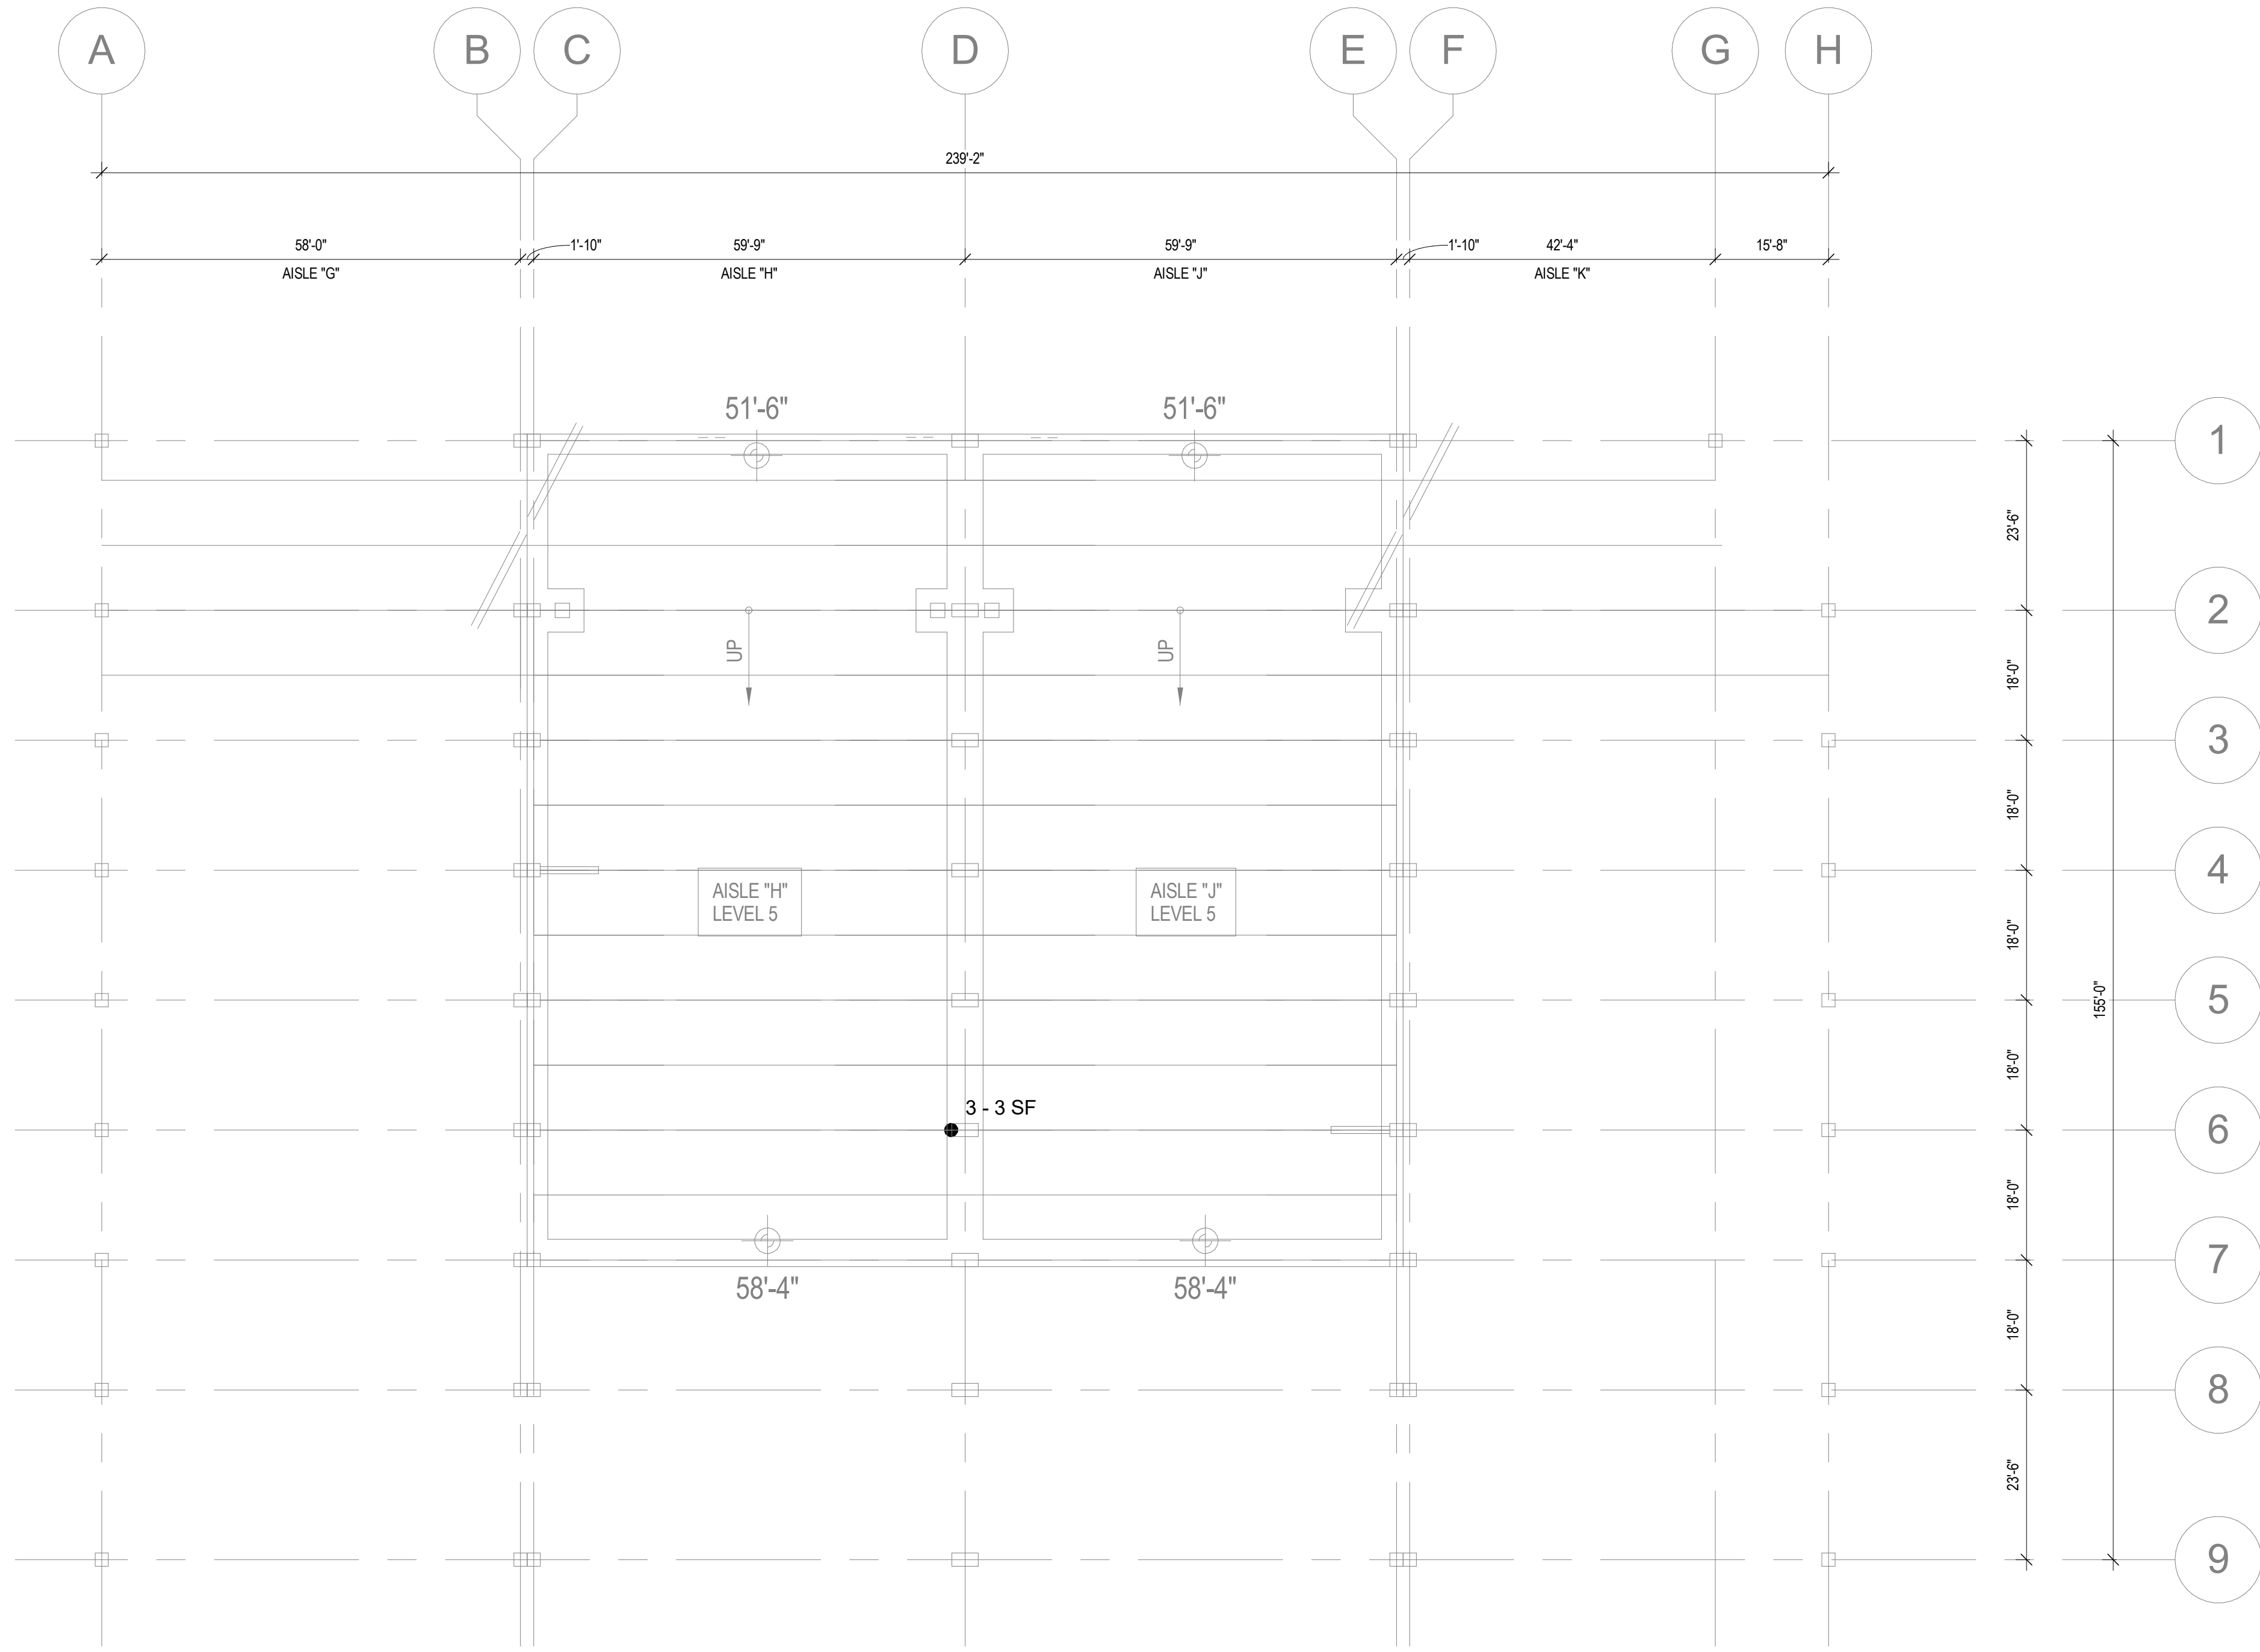 A
B
C
D
E
F
G
H
239'-2"
58'-0"
1'-10"
59'-9"
59'-9"
1'-10"
42'-4"
15'-8"
AISLE "G"
AISLE "H"
AISLE "J"
AISLE "K"
51'-6"
51'-6"
1
23'-6"
2
UP
UP
18'-0"
3
18'-0"
4
AISLE "H"
LEVEL 5
AISLE "J"
LEVEL 5
18'-0"
155'-0"
5
18'-0"
3 - 3 SF
6
18'-0"
7
58'-4"
58'-4"
18'-0"
8
23'-6"
9